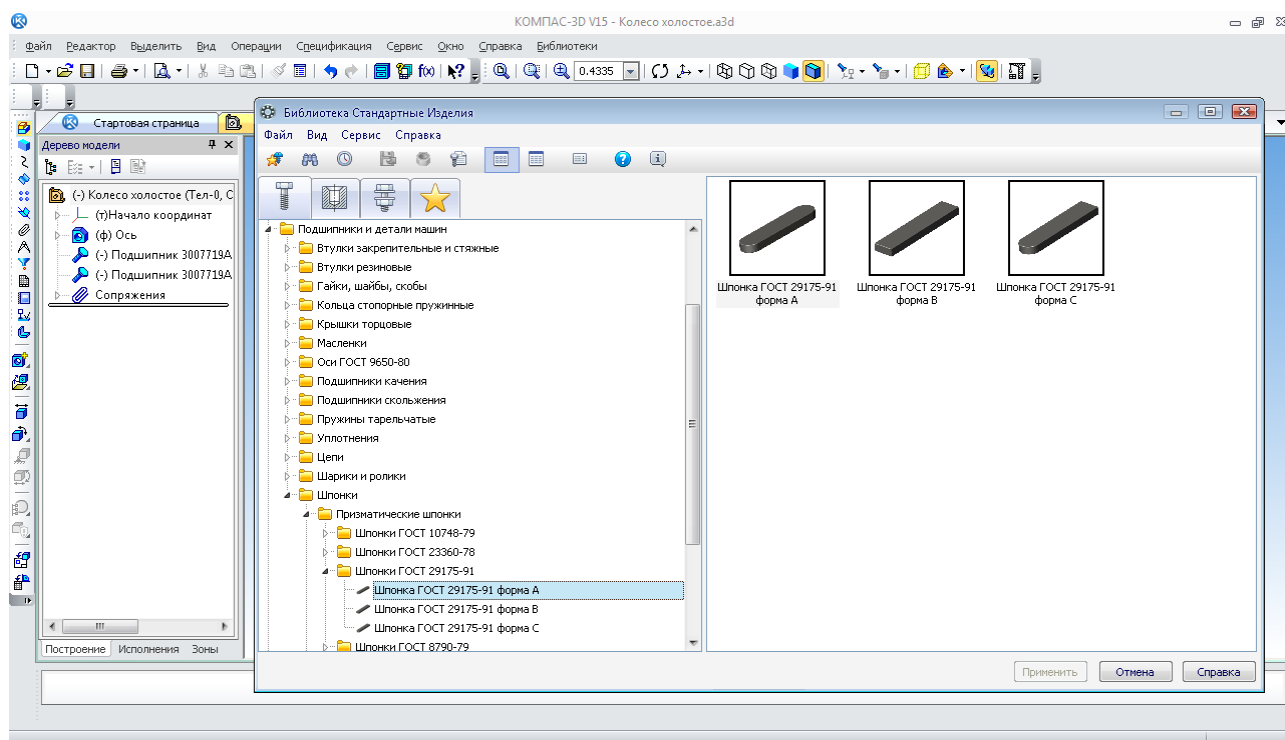 КОМПАС-3D V15 - Колесо холостое.a3d
Файл Редактор Выделить Вид Операции Спецификация Сервис Окно Справка Библиотеки
0.4335
Стартовая страница
Дерево модели
(-) Колесо холостое (Тел-0, С
(т)Начало координат
(ф) Ось
(-) Подшипник 3007719А
(-) Подшипник 3007719А
Сопряжения
Построение Исполнения Зоны
Библиотека Стандартные Изделия
Файл Вид Сервис Справка
Подшипники и детали машин
Втулки закрепительные и стяжные
Втулки резиновые
Гайки, шайбы, скобы
Кольца стопорные пружинные
Крышки торцовые
Масленки
Оси ГОСТ 9650-80
Подшипники качения
Подшипники скольжения
Пружины тарельчатые
Уплотнения
Цепи
Шарики и ролики
Шпонки
Призматические шпонки
Шпонки ГОСТ 10748-79
Шпонки ГОСТ 23360-78
Шпонки ГОСТ 29175-91
Шпонка ГОСТ 29175-91 форма A
Шпонка ГОСТ 29175-91 форма B
Шпонка ГОСТ 29175-91 форма C
Шпонки ГОСТ 8790-79
Шпонка ГОСТ 29175-91
форма A
Шпонка ГОСТ 29175-91
форма B
Шпонка ГОСТ 29175-91
форма C
Применить Отмена Справка